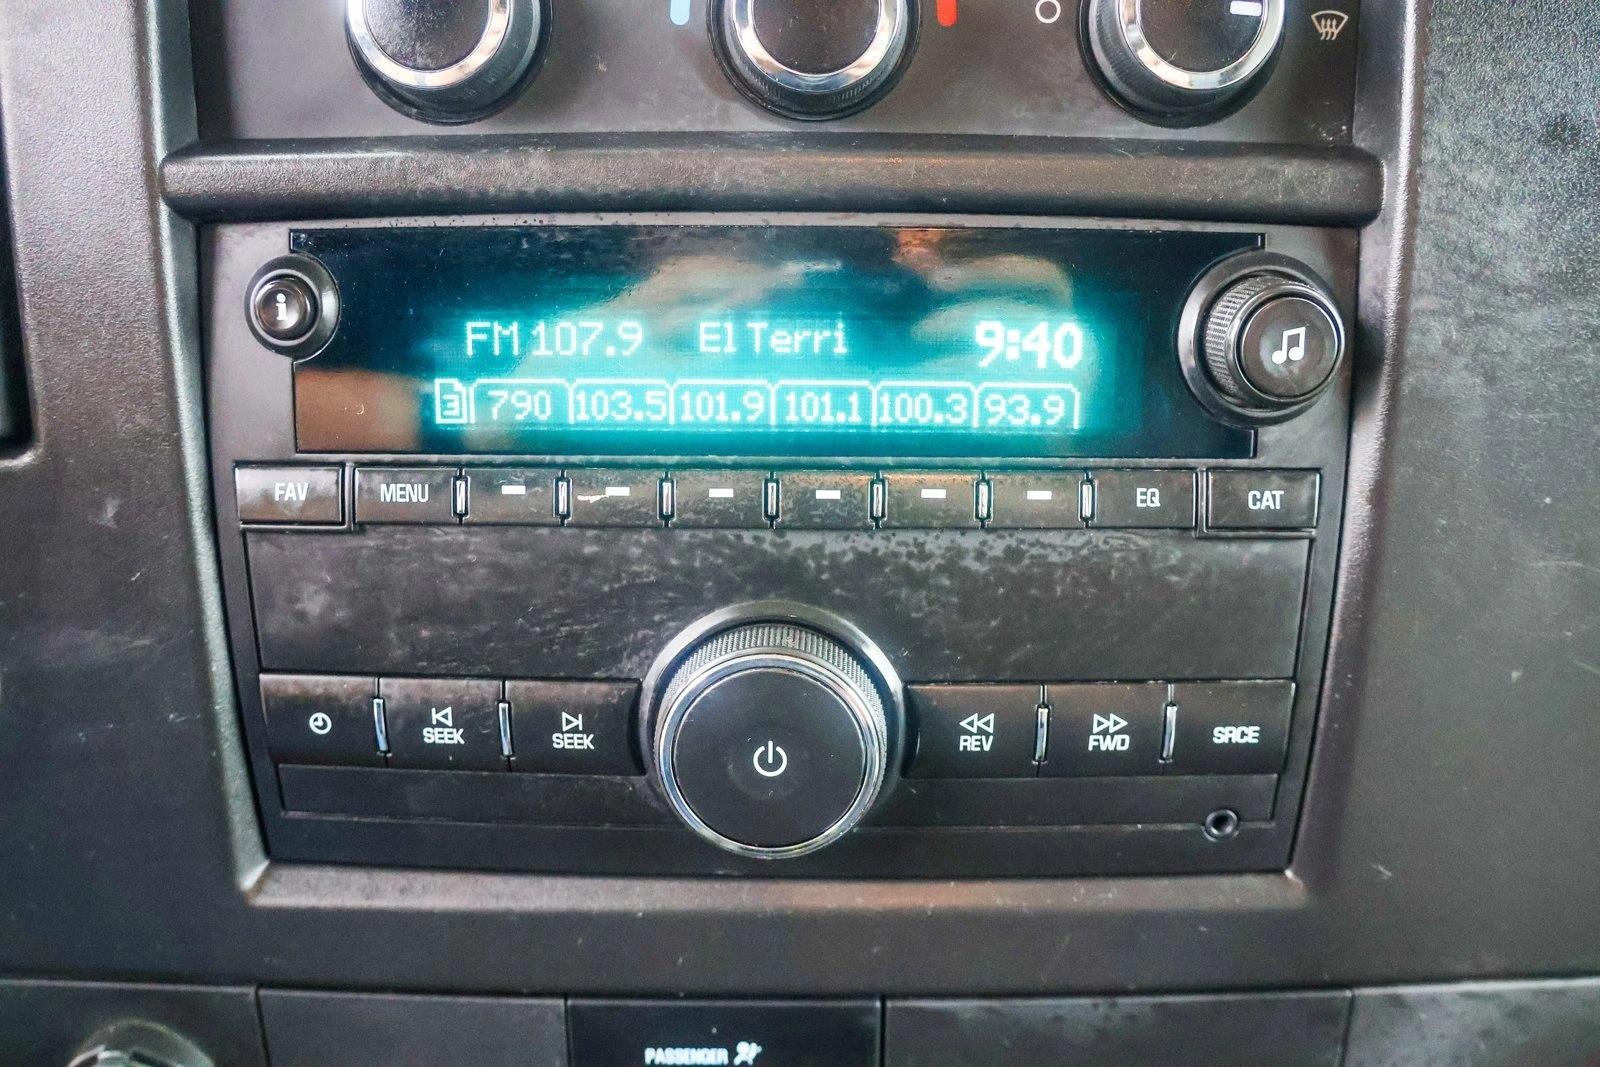 i
FM 107.9 El Terri 9:40
3 790 103.5 101.9 101.1 100.3 93.9
FAV MENU EQ CAT
SEEK SEEK REV FWD SRCE
PASSENGER